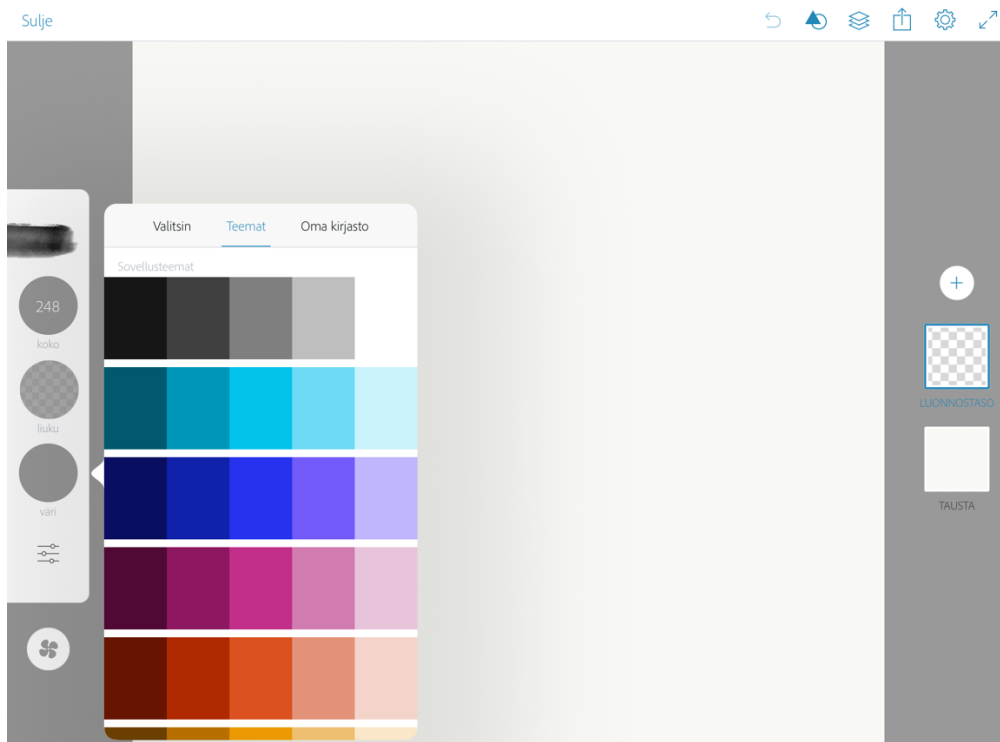 Sulje
Valitsin Teemat Oma kirjasto
Sovellusteemat
248
koko
liuku
väri
LUONNOSTASO
TAUSTA